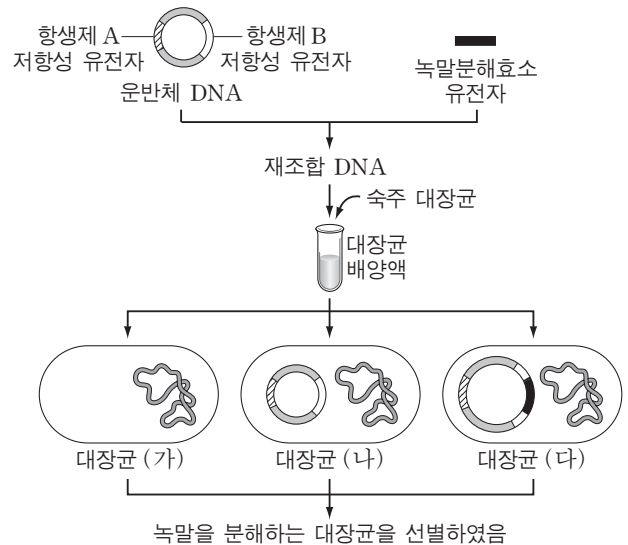 항생제 A
저항성 유전자
항생제 B
저항성 유전자
운반체 DNA
녹말분해효소
유전자
재조합 DNA
숙주 대장균
대장균
배양액
대장균 (가)
대장균 (나)
대장균 (다)
녹말을 분해하는 대장균을 선별하였음